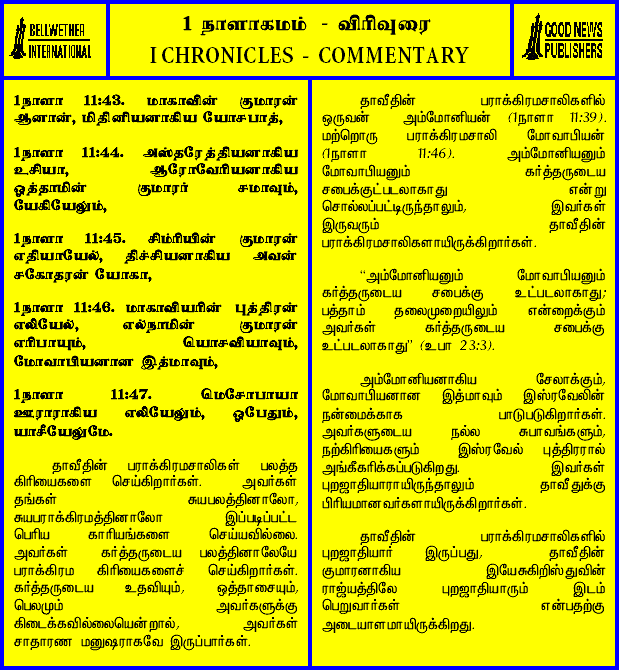 BELLWETHER
INTERNATIONAL
1 நாளாகமம் - விரிவுரை
I CHRONICLES - COMMENTARY
GOOD NEWS
PUBLISHERS
1நாளா 11:43. மாகாவின் குமாரன்
ஆனான், மிதினியனாகிய யோசபாத்,
1நாளா 11:44. அஸ்தரேத்தியனாகிய
உசியா, ஆரோவேரியனாகிய
ஓத்தாமின் குமாரர் சமாவும்,
யேகியேலும்,
1நாளா 11:45. சிம்ரியின் குமாரன்
எதியாயேல், திச்சியனாகிய அவன்
சகோதரன் யோகா,
1நாளா 11:46. மாகாவியரின் புத்திரன்
எலியேல், எல்நாமின் குமாரன்
எரிபாயும், யொசவியாவும்,
மோவாபியனான இத்மாவும்,
1நாளா 11:47. மெசோபாயா
ஊராராகிய எலியேலும், ஓபேதும்,
யாசீயேலுமே.
தாவீதின் பராக்கிரமசாலிகள் பலத்த
கிரியைகளை செய்கிறார்கள். அவர்கள்
தங்கள் சுயபலத்தினாலோ,
சுயபராக்கிரமத்தினாலோ இப்படிப்பட்ட
பெரிய காரியங்களை செய்யவில்லை.
அவர்கள் கர்த்தருடைய பலத்தினாலேயே
பராக்கிரம கிரியைகளைச் செய்கிறார்கள்.
கர்த்தருடைய உதவியும், ஒத்தாசையும்,
பெலமும் அவர்களுக்கு
கிடைக்கவில்லையென்றால், அவர்கள்
சாதாரண மனுஷராகவே இருப்பார்கள்.
தாவீதின் பராக்கிரமசாலிகளில்
ஒருவன் அம்மோனியன் (1நாளா 11:39).
மற்றொரு பராக்கிரமசாலி மோவாபியன்
(1நாளா 11:46). அம்மோனியனும்
மோவாபியனும் கர்த்தருடைய
சபைக்குட்படலாகாது என்று
சொல்லப்பட்டிருந்தாலும், இவர்கள்
இருவரும் தாவீதின்
பராக்கிரமசாலிகளாயிருக்கிறார்கள்.
“அம்மோனியனும் மோவாபியனும்
கர்த்தருடைய சபைக்கு உட்படலாகாது;
பத்தாம் தலைமுறையிலும் என்றைக்கும்
அவர்கள் கர்த்தருடைய சபைக்கு
உட்படலாகாது” (உபா 23:3).
அம்மோனியனாகிய சேலாக்கும்,
மோவாபியனான இத்மாவும் இஸ்ரவேலின்
நன்மைக்காக பாடுபடுகிறார்கள்.
அவர்களுடைய நல்ல சுபாவங்களும்,
நற்கிரியைகளும் இஸ்ரவேல் புத்திரரால்
அங்கீகரிக்கப்படுகிறது. இவர்கள்
புறஜாதியாராயிருந்தாலும் தாவீதுக்கு
பிரியமானவர்களாயிருக்கிறார்கள்.
தாவீதின் பராக்கிரமசாலிகளில்
புறஜாதியார் இருப்பது, தாவீதின்
குமாரனாகிய இயேசுகிறிஸ்துவின்
ராஜ்யத்திலே புறஜாதியாரும் இடம்
பெறுவார்கள் என்பதற்கு
அடையாளமாயிருக்கிறது.